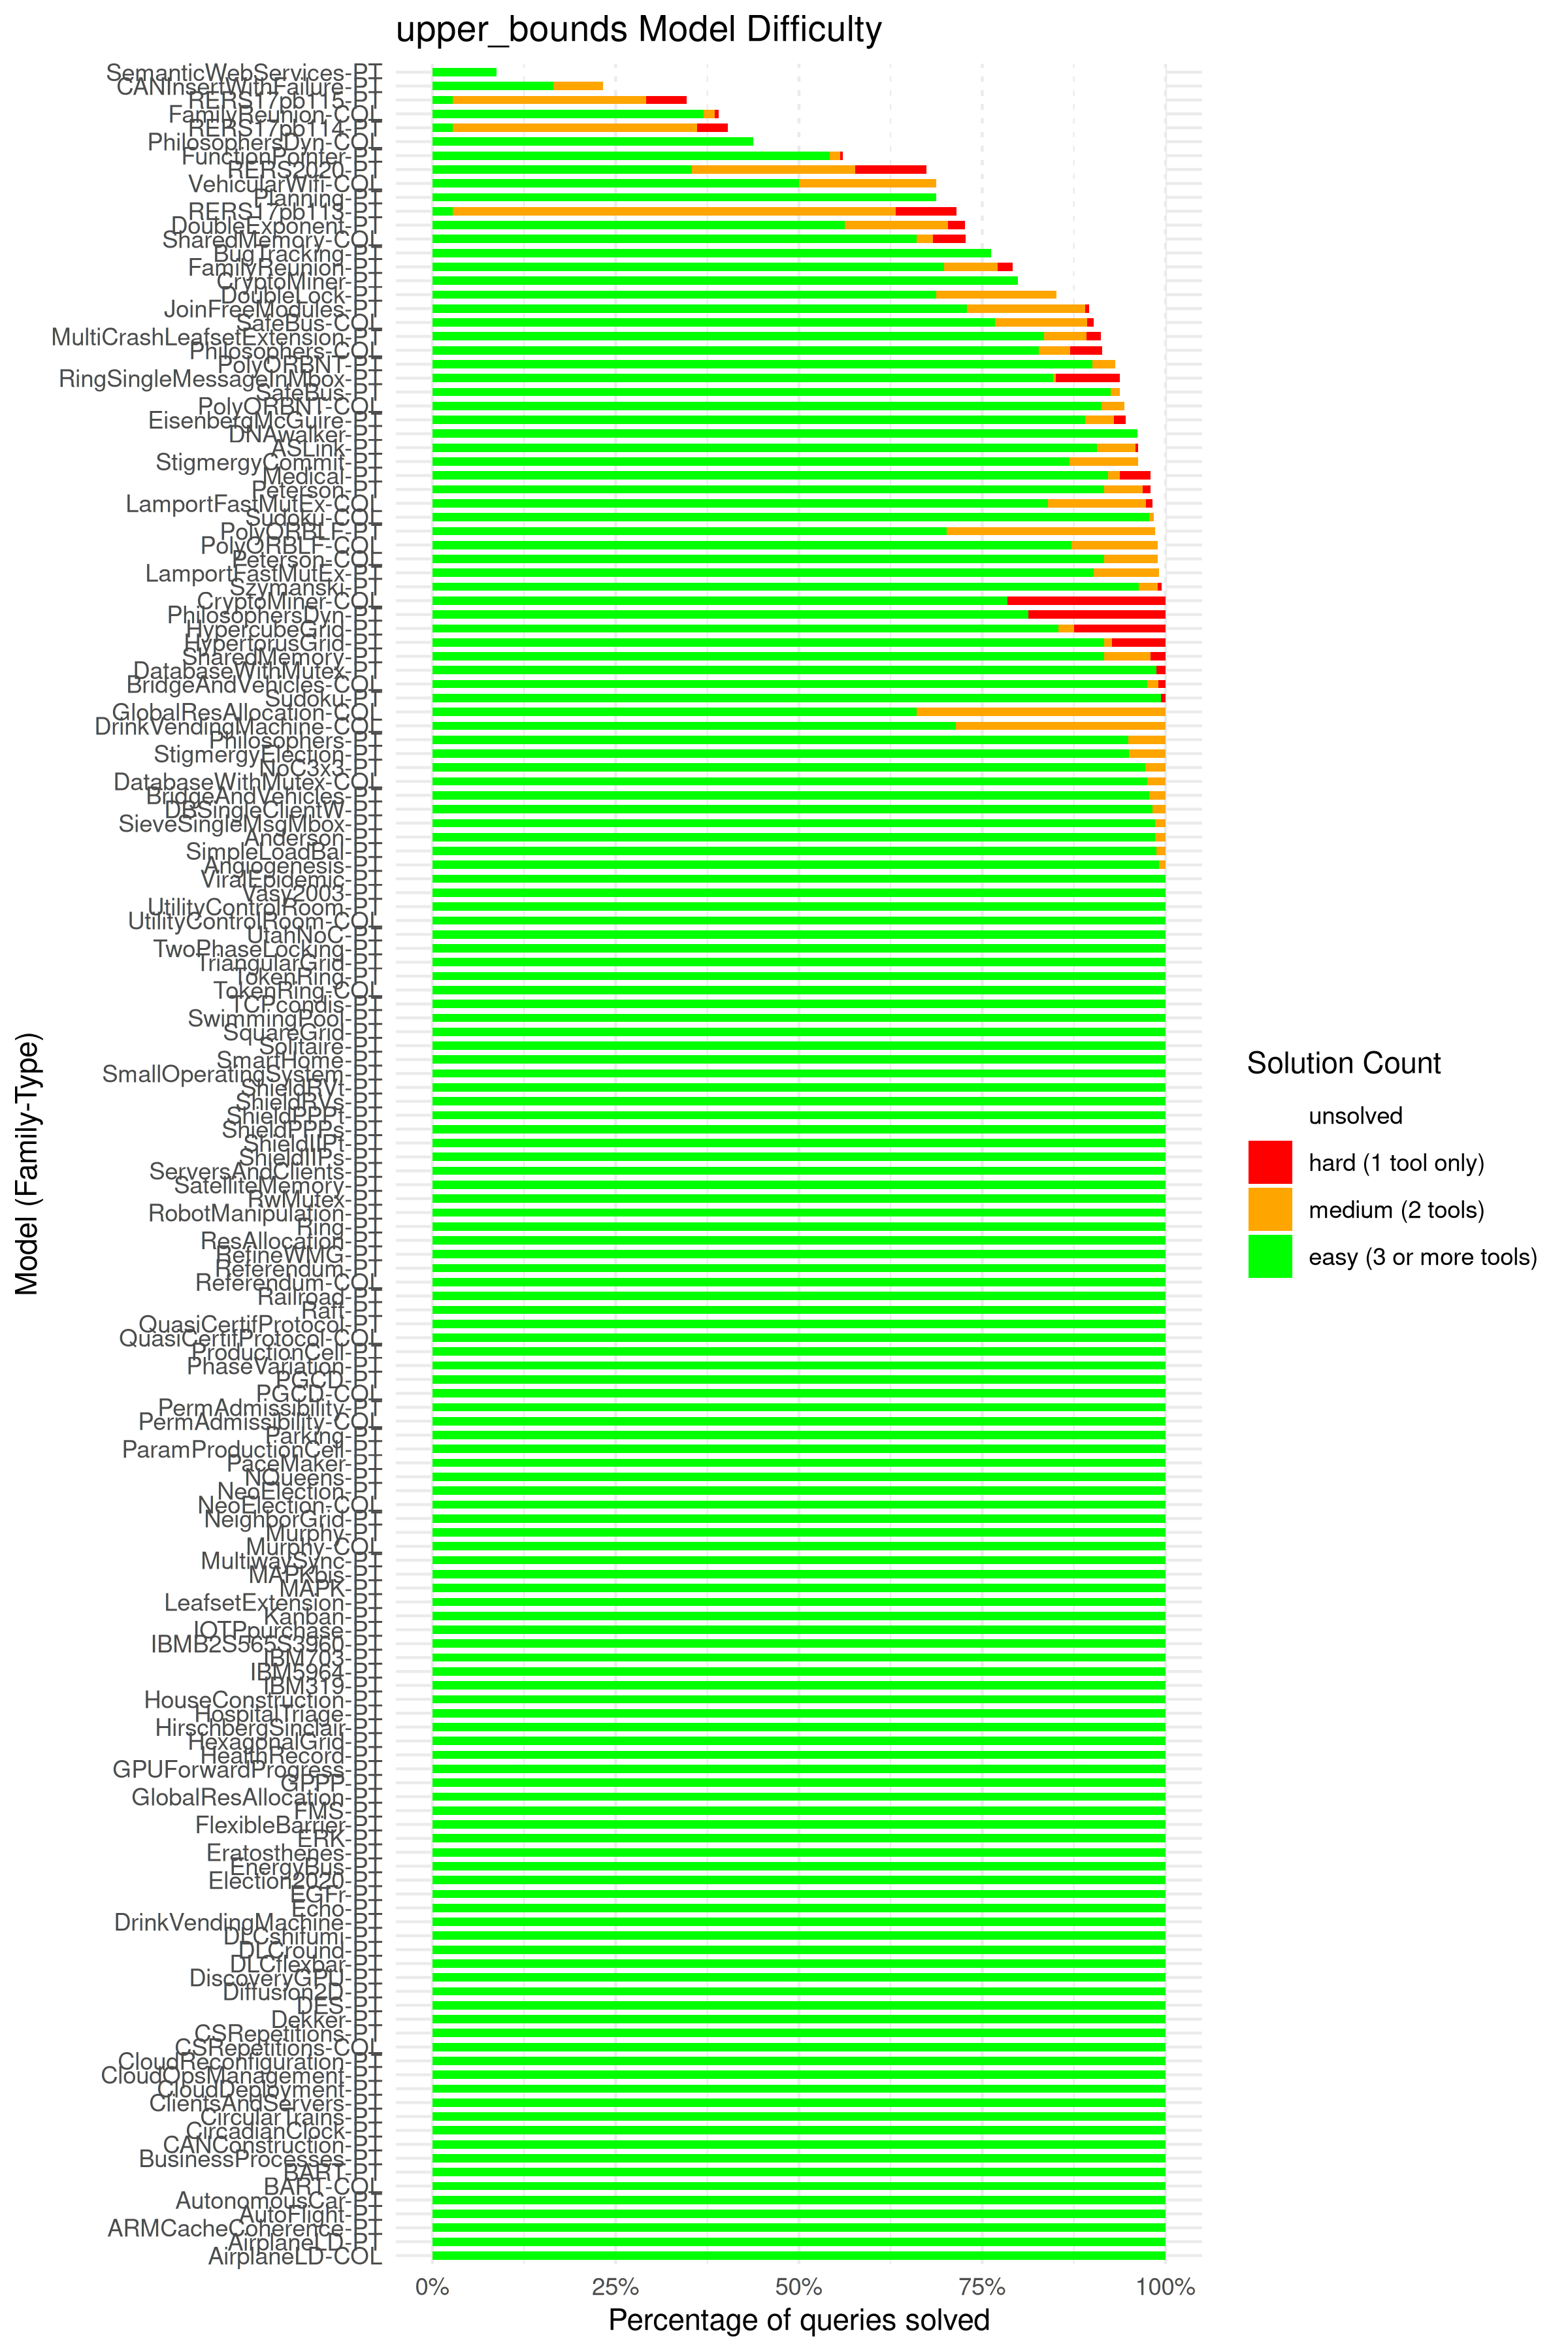 upper_bounds Model Difficulty
SemanticWebServices-PT
CANInsertWithFailure-PT
RERS17pb115-PT
FamilyReunion-COL
RERS17pb114-PT
PhilosophersDyn-COL
FunctionPointer-PT
RERS2020-PT
VehicularWifi-COL
Planning-PT
RERS17pb113-PT
DoubleExponent-PT
SharedMemory-COL
BugTracking-PT
FamilyReunion-PT
CryptoMiner-PT
DoubleLock-PT
JoinFreeModules-PT
SafeBus-COL
MultiCrashLeafsetExtension-PT
Philosophers-COL
PolyORBNT-PT
RingSingleMessageInMbox-PT
SafeBus-PT
PolyORBNT-COL
EisenbergMcGuire-PT
DNAwalker-PT
ASLink-PT
StigmergyCommit-PT
Medical-PT
Peterson-PT
LamportFastMutEx-COL
Sudoku-COL
PolyORBLF-PT
PolyORBLF-COL
Peterson-COL
LamportFastMutEx-PT
Szymanski-PT
CryptoMiner-COL
PhilosophersDyn-PT
HypercubeGrid-PT
HypertorusGrid-PT
SharedMemory-PT
DatabaseWithMutex-PT
BridgeAndVehicles-COL
Sudoku-PT
GlobalResAllocation-COL
DrinkVendingMachine-COL
Philosophers-PT
StigmergyElection-PT
NoC3x3-PT
DatabaseWithMutex-COL
BridgeAndVehicles-PT
DBSingleClientW-PT
SieveSingleMsgMbox-PT
Anderson-PT
SimpleLoadBal-PT
Angiogenesis-PT
ViralEpidemic-PT
Vasy2003-PT
UtilityControlRoom-PT
UtilityControlRoom-COL
UtahNoC-PT
TwoPhaseLocking-PT
TriangularGrid-PT
TokenRing-PT
TokenRing-COL
TCPcondis-PT
SwimmingPool-PT
SquareGrid-PT
Solitaire-PT
SmartHome-PT
SmallOperatingSystem-PT
ShieldRVt-PT
ShieldRVs-PT
ShieldPPPt-PT
ShieldPPPs-PT
ShieldIIPt-PT
ShieldIIPs-PT
ServersAndClients-PT
SatelliteMemory-PT
RwMutex-PT
RobotManipulation-PT
Ring-PT
ResAllocation-PT
RefineWMG-PT
Referendum-PT
Referendum-COL
Railroad-PT
Raft-PT
QuasiCertifProtocol-PT
QuasiCertifProtocol-COL
ProductionCell-PT
PhaseVariation-PT
PGCD-PT
PGCD-COL
PermAdmissibility-PT
PermAdmissibility-COL
Parking-PT
ParamProductionCell-PT
PaceMaker-PT
NQueens-PT
NeoElection-PT
NeoElection-COL
NeighborGrid-PT
Murphy-PT
Murphy-COL
MultiwaySync-PT
MAPKbis-PT
MAPK-PT
LeafsetExtension-PT
Kanban-PT
IOTPpurchase-PT
IBMB2S565S3960-PT
IBM703-PT
IBM5964-PT
IBM319-PT
HouseConstruction-PT
HospitalTriage-PT
HirschbergSinclair-PT
HexagonalGrid-PT
HealthRecord-PT
GPUForwardProgress-PT
GPPP-PT
GlobalResAllocation-PT
FMS-PT
FlexibleBarrier-PT
ERK-PT
Eratosthenes-PT
EnergyBus-PT
Election2020-PT
EGFr-PT
Echo-PT
DrinkVendingMachine-PT
DLCshifumi-PT
DLCround-PT
DLCflexbar-PT
DiscoveryGPU-PT
Diffusion2D-PT
DES-PT
Dekker-PT
CSRepetitions-PT
CSRepetitions-COL
CloudReconfiguration-PT
CloudOpsManagement-PT
CloudDeployment-PT
ClientsAndServers-PT
CircularTrains-PT
CircadianClock-PT
CANConstruction-PT
BusinessProcesses-PT
BART-PT
BART-COL
AutonomousCar-PT
AutoFlight-PT
ARMCacheCoherence-PT
AirplaneLD-PT
AirplaneLD-COL
0% 25% 50% 75% 100%
Percentage of queries solved
Model (Family-Type)
Solution Count
unsolved
hard (1 tool only)
medium (2 tools)
easy (3 or more tools)